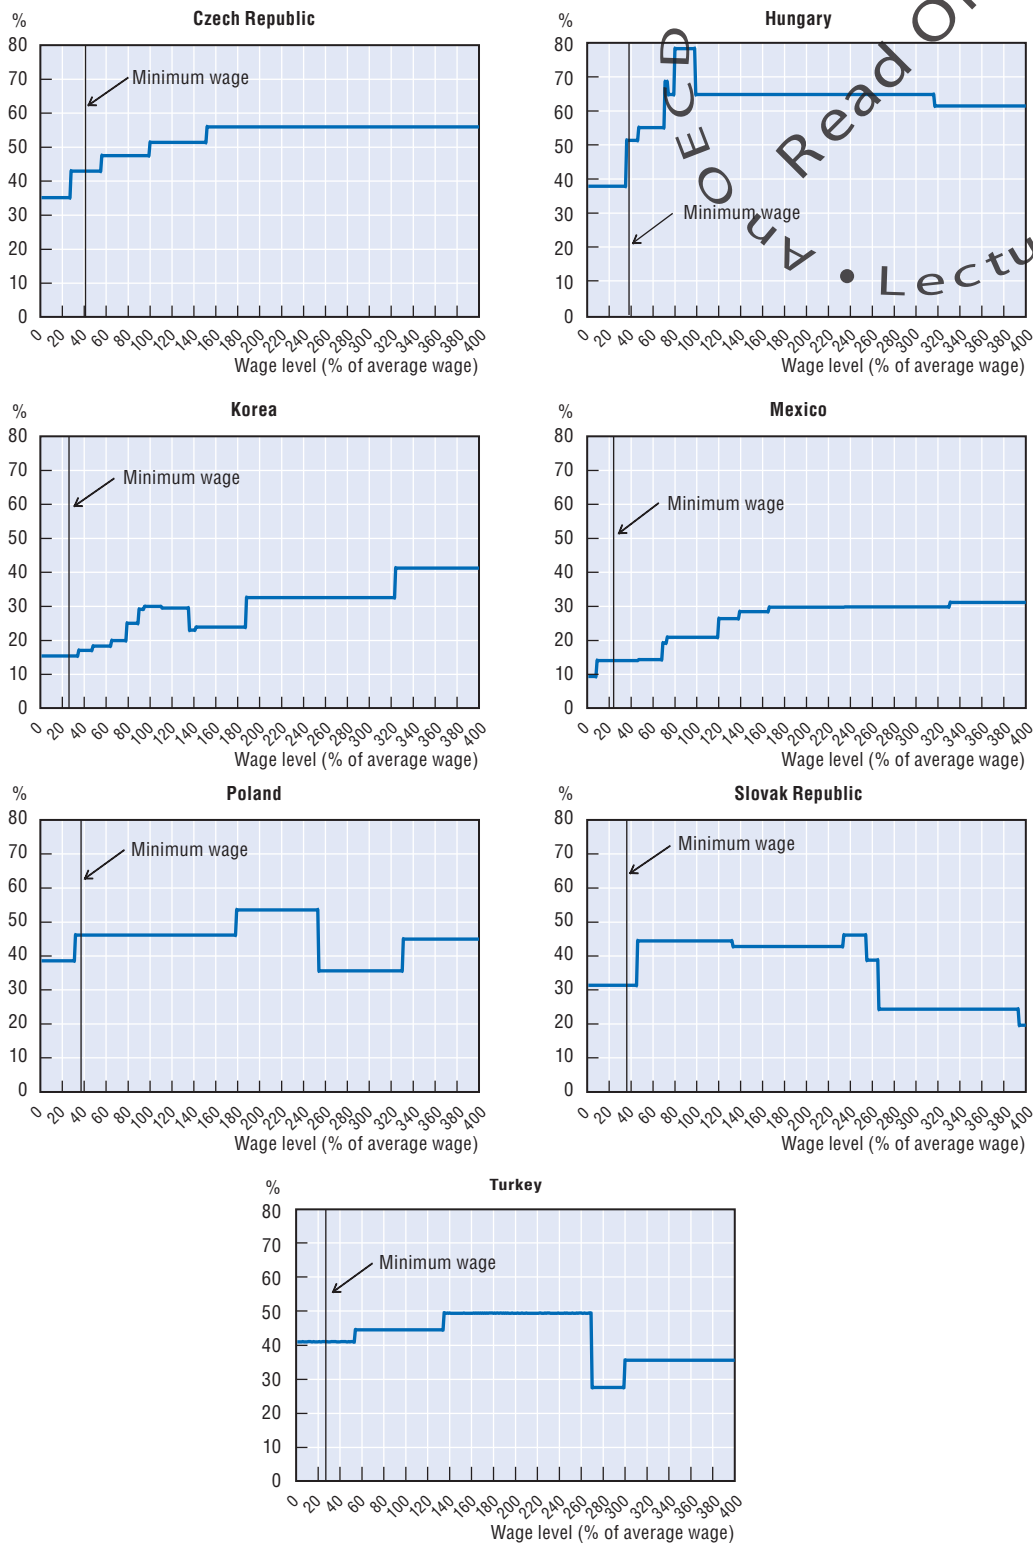 % Czech Republic
80
70
60
50
40
30
20
10
0
Minimum wage
0 20 40 60 80 100 120 140 160 180 200 220 240 260 280 300 320 340 360 380 400
Wage level (% of average wage)
% Hungary
80
70
60
50
40
30
20
10
0
Minimum wage
0 20 40 60 80 100 120 140 160 180 200 220 240 260 280 300 320 340 360 380 400
Wage level (% of average wage)
An OECD
Read
• Lectu
% Korea
80
70
60
50
40
30
20
10
0
Minimum wage
0 20 40 60 80 100 120 140 160 180 200 220 240 260 280 300 320 340 360 380 400
Wage level (% of average wage)
% Mexico
80
70
60
50
40
30
20
10
0
Minimum wage
0 20 40 60 80 100 120 140 160 180 200 220 240 260 280 300 320 340 360 380 400
Wage level (% of average wage)
% Poland
80
70
60
50
40
30
20
10
0
Minimum wage
0 20 40 60 80 100 120 140 160 180 200 220 240 260 280 300 320 340 360 380 400
Wage level (% of average wage)
% Slovak Republic
80
70
60
50
40
30
20
10
0
Minimum wage
0 20 40 60 80 100 120 140 160 180 200 220 240 260 280 300 320 340 360 380 400
Wage level (% of average wage)
% Turkey
80
70
60
50
40
30
20
10
0
Minimum wage
0 20 40 60 80 100 120 140 160 180 200 220 240 260 280 300 320 340 360 380 400
Wage level (% of average wage)